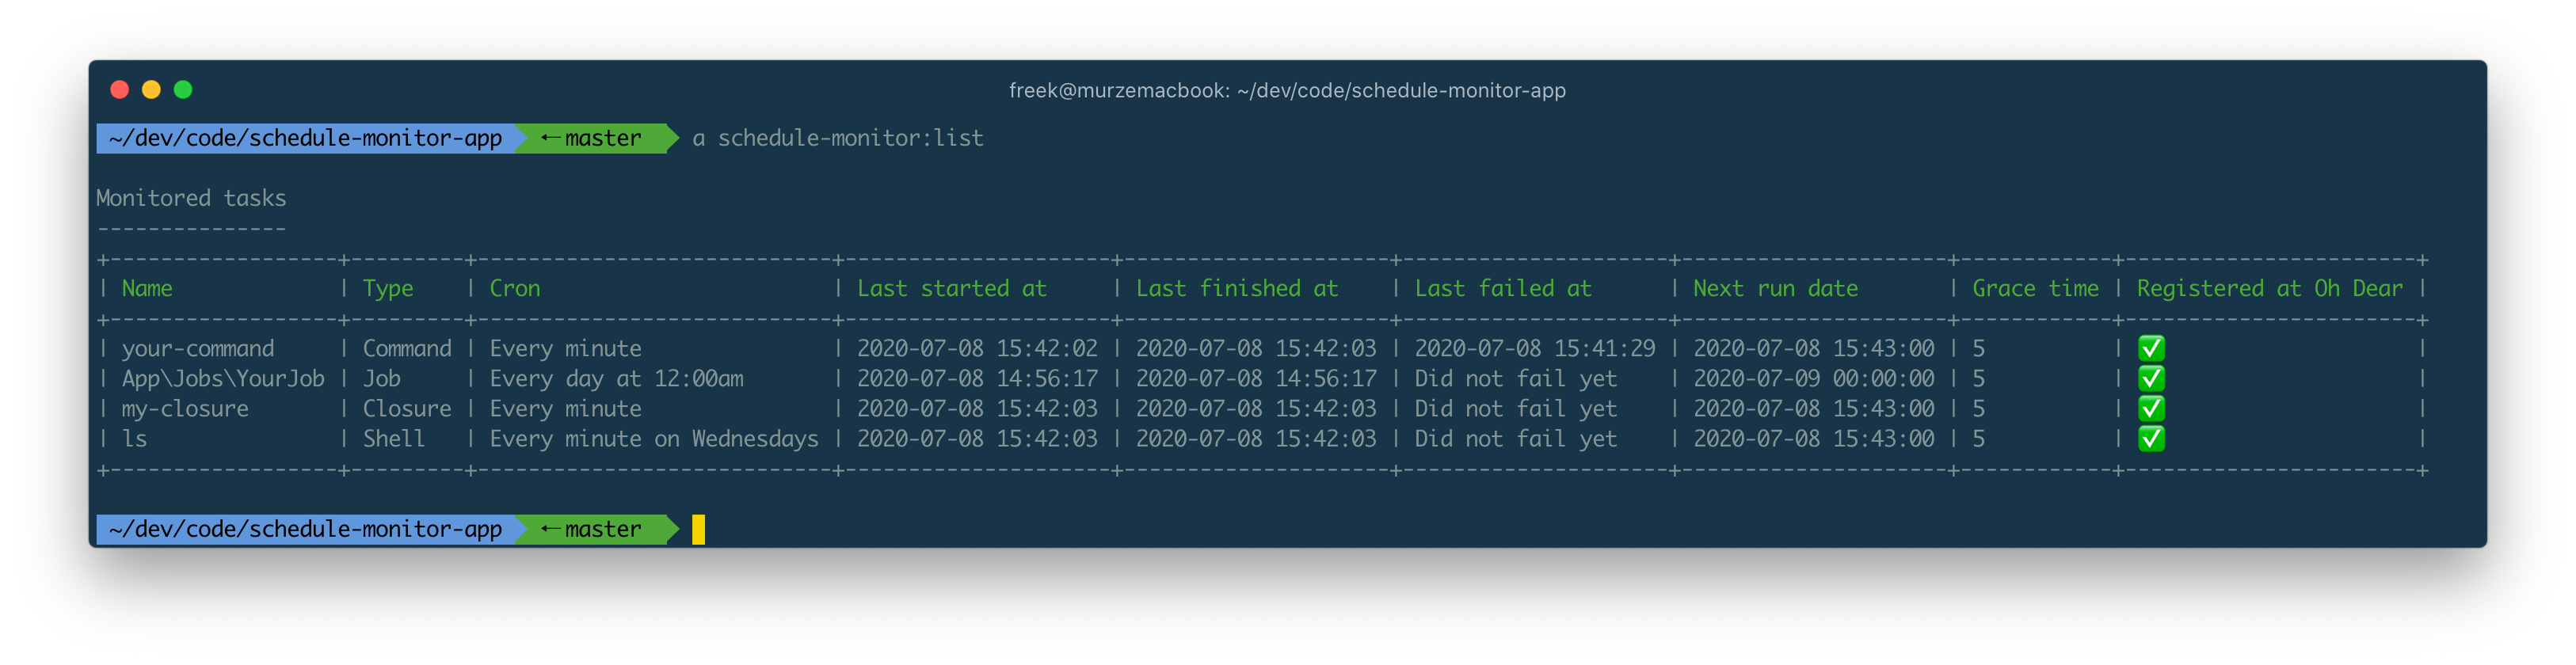 freek@murzemacbook: ~/dev/code/schedule-monitor-app
~/dev/code/schedule-monitor-app ←master a schedule-monitor:list
Monitored tasks
---------------
+------------------+---------+----------------------------+---------------------+---------------------+---------------------+---------------------+------------+------------------------+
| Name | Type | Cron | Last started at | Last finished at | Last failed at | Next run date | Grace time | Registered at Oh Dear |
+------------------+---------+----------------------------+---------------------+---------------------+---------------------+---------------------+------------+------------------------+
| your-command | Command | Every minute | 2020-07-08 15:42:02 | 2020-07-08 15:42:03 | 2020-07-08 15:41:29 | 2020-07-08 15:43:00 | 5 | ✅ |
| App\Jobs\YourJob | Job | Every day at 12:00am | 2020-07-08 14:56:17 | 2020-07-08 14:56:17 | Did not fail yet | 2020-07-09 00:00:00 | 5 | ✅ |
| my-closure | Closure | Every minute | 2020-07-08 15:42:03 | 2020-07-08 15:42:03 | Did not fail yet | 2020-07-08 15:43:00 | 5 | ✅ |
| ls | Shell | Every minute on Wednesdays | 2020-07-08 15:42:03 | 2020-07-08 15:42:03 | Did not fail yet | 2020-07-08 15:43:00 | 5 | ✅ |
+------------------+---------+----------------------------+---------------------+---------------------+---------------------+---------------------+------------+------------------------+
~/dev/code/schedule-monitor-app ←master